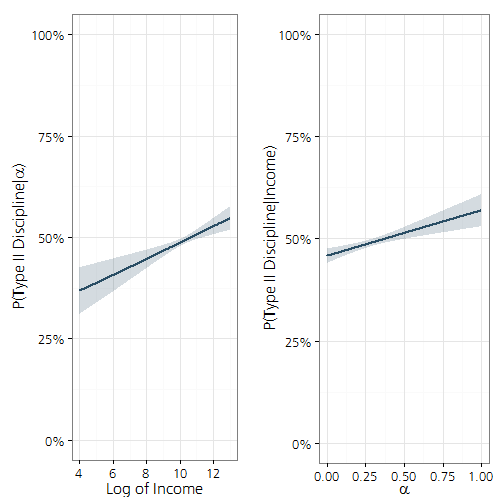 100%
75%
50%
25%
0%
P(Type II Discipline|α)
4 6 8 10 12
Log of Income
100%
75%
50%
25%
0%
P(Type II Discipline|Income)
0.00 0.25 0.50 0.75 1.00
α